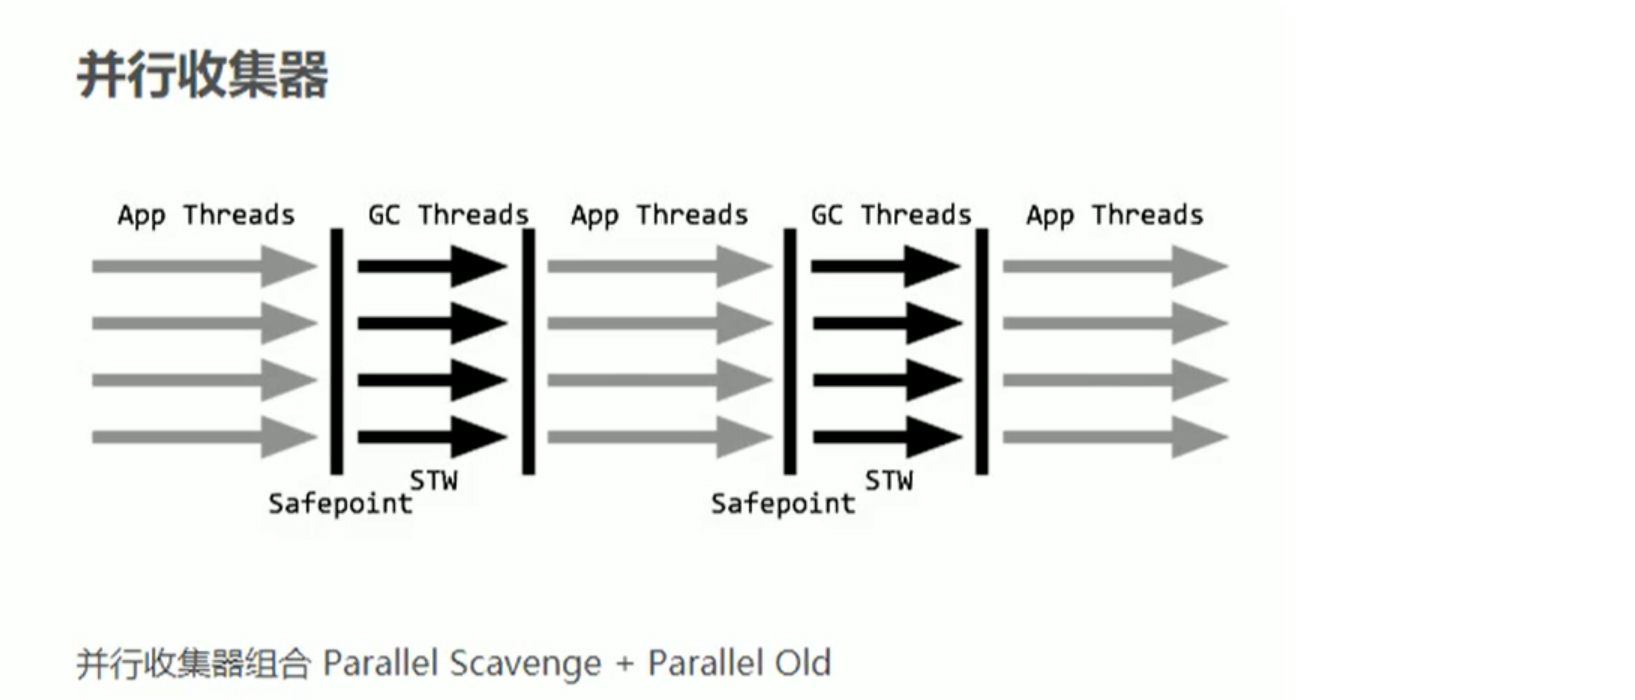 并行收集器
App Threads GC Threads App Threads GC Threads App Threads
STW STW
Safepoint Safepoint
并行收集器组合 Parallel Scavenge + Parallel Old